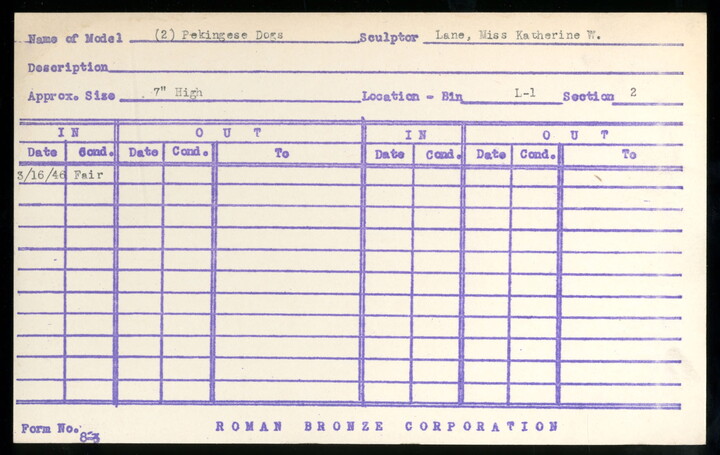 Name of Model (2) Pekingese Dogs Sculptor Lane, Miss Katherine W.
Description
Approx. Size 7" High Location - Bin L-1 Section 2
IN OUT IN OUT
Date Cond. Date Cond. To Date Cond. Date Cond. To
3/16/46 Fair
Form No. 8-3 ROMAN BRONZE CORPORATION